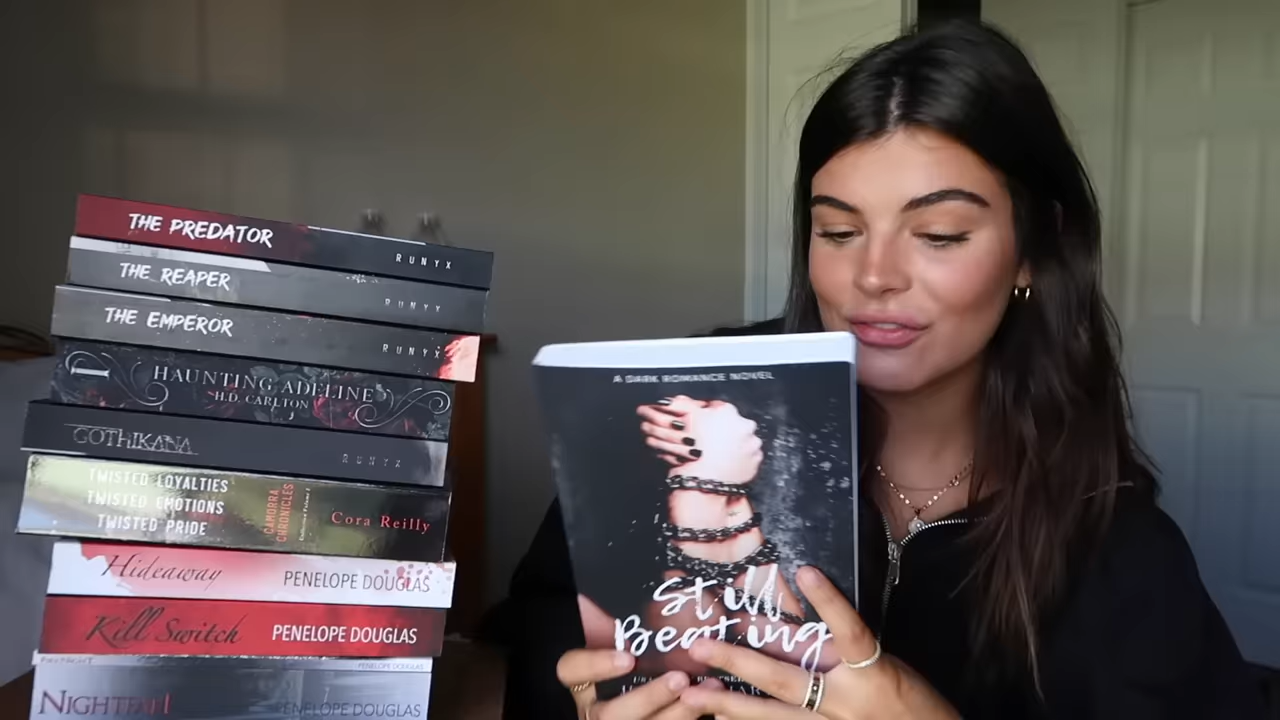 THE PREDATOR
RUNYX
THE REAPER
RUNYX
THE EMPEROR
RUNYX
I
HAUNTING ADELINE
H.D. CARLTON
GOTHIKANA
RUNYX
TWISTED LOYALTIES
TWISTED EMOTIONS
TWISTED PRIDE
CAMORRA
CHRONICLES
Cora Reilly
Hideaway
PENELOPE DOUGLAS
Kill Switch
PENELOPE DOUGLAS
PENELOPE DOUGLAS
NIGHTFALL
PENELOPE DOUGLAS
A DARK ROMANCE NOVEL
Still
Beating